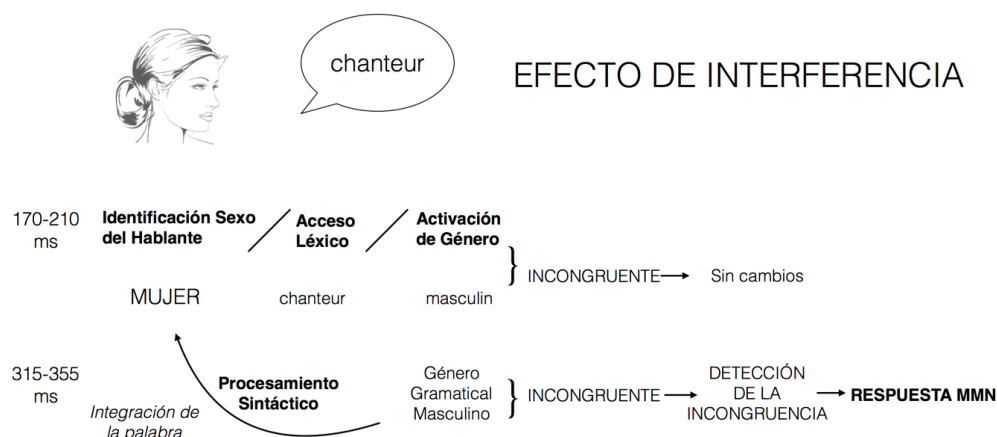 chanteur
EFECTO DE INTERFERENCIA
170-210
ms
Identificación Sexo
del Hablante
Acceso
Léxico
Activación
de Género
MUJER
chanteur
masculin
INCONGRUENTE
Sin cambios
315-355
ms
Integración de
la palabra
Procesamiento
Sintáctico
Género
Gramatical
Masculino
INCONGRUENTE
DETECCIÓN
DE LA
INCONGRUENCIA
RESPUESTA MMN